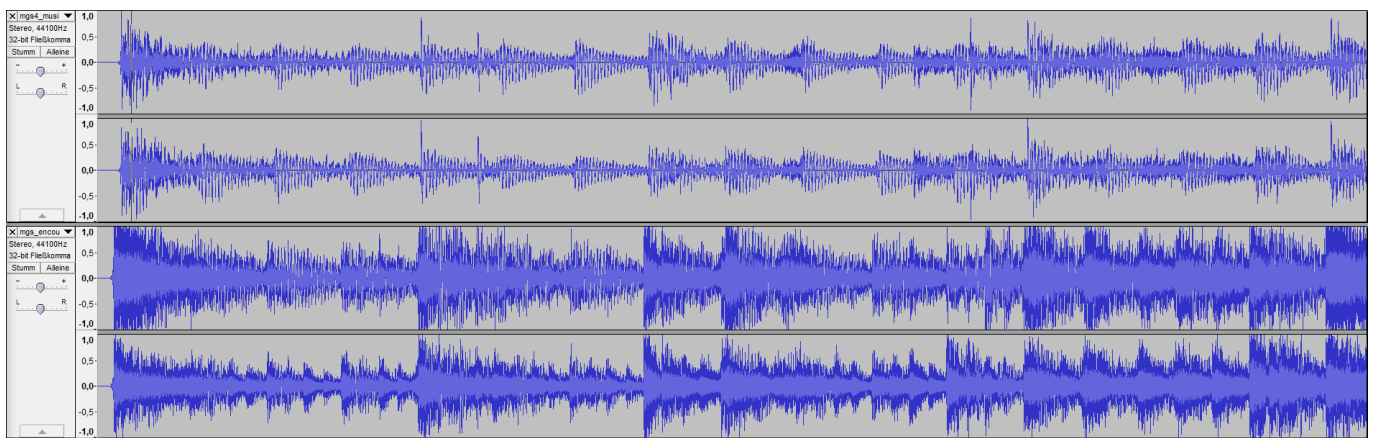 mgs4_musi
Stereo, 44100Hz
32-bit Fließkomma
Stumm Alleine
- +
L R
1,0
0,5-
0,0-
-0,5-
-1,0
1,0
0,5-
0,0-
-0,5-
-1,0
mgs_encou
Stereo, 44100Hz
32-bit Fließkomma
Stumm Alleine
- +
L R
1,0
0,5-
0,0-
-0,5-
-1,0
1,0
0,5-
0,0-
-0,5-
-1,0